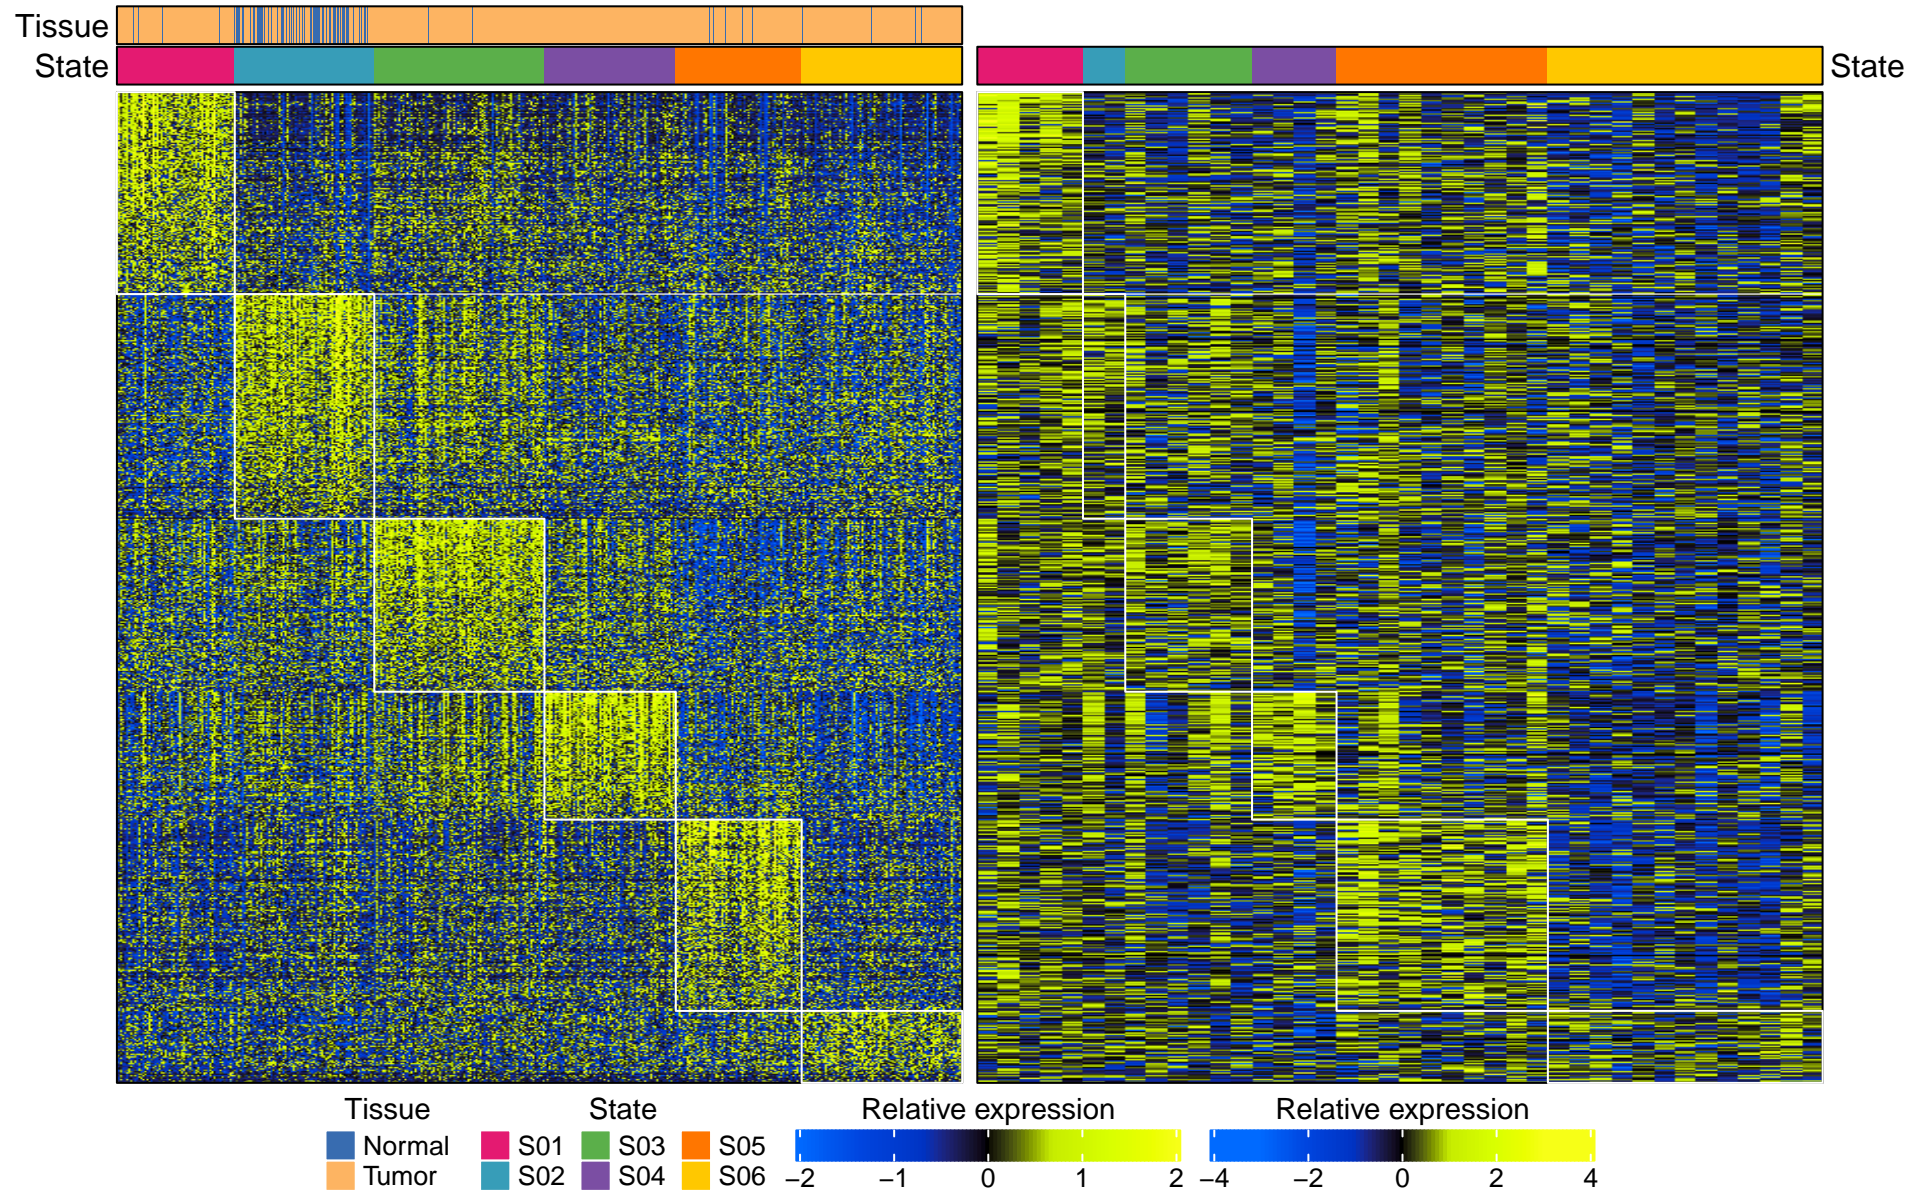 Tissue
State
State
Tissue State Relative expression Relative expression
Normal S01 S03 S05
Tumor S02 S04 S06
−2 −1 0 1 2 −4 −2 0 2 4